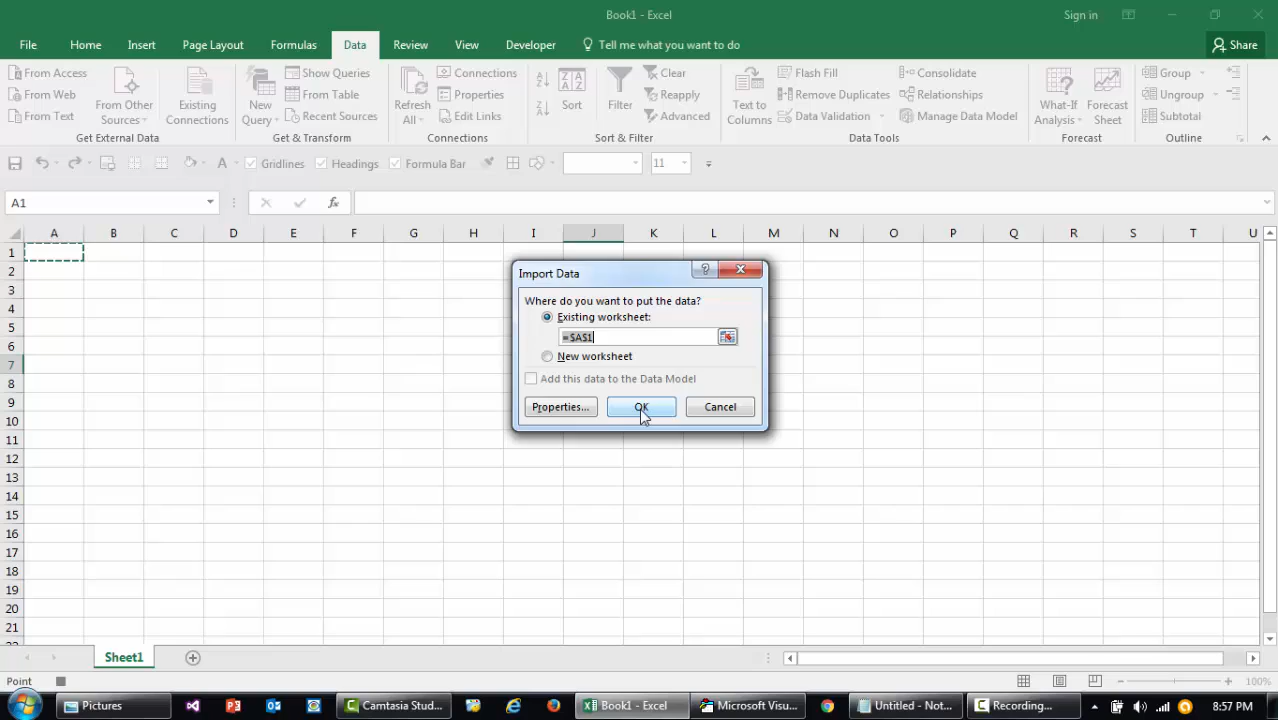 Book1 - Excel
Sign in
File Home Insert Page Layout Formulas Data Review View Developer Tell me what you want to do Share
From Access
From Web
From Text
From Other Sources
Existing Connections
Get External Data
New Query
Show Queries
From Table
Recent Sources
Get & Transform
Refresh All
Connections
Properties
Edit Links
Connections
Sort
Filter
Clear
Reapply
Advanced
Sort & Filter
Text to Columns
Flash Fill
Remove Duplicates
Data Validation
Consolidate
Relationships
Manage Data Model
Data Tools
What-If Analysis
Forecast Sheet
Forecast
Group
Ungroup
Subtotal
Outline
Gridlines Headings Formula Bar 11
A1 fx
A B C D E F G H I J K L M N O P Q R S T U
1
2
3
4
5
6
7
8
9
10
11
12
13
14
15
16
17
18
19
20
21
Import Data
Where do you want to put the data?
Existing worksheet:
=$A$1
New worksheet
Add this data to the Data Model
Properties... OK Cancel
Sheet1
Point 100%
Pictures Camtasia Stud... Book1 - Excel Microsoft Visu... Untitled - Not... Recording... 8:57 PM